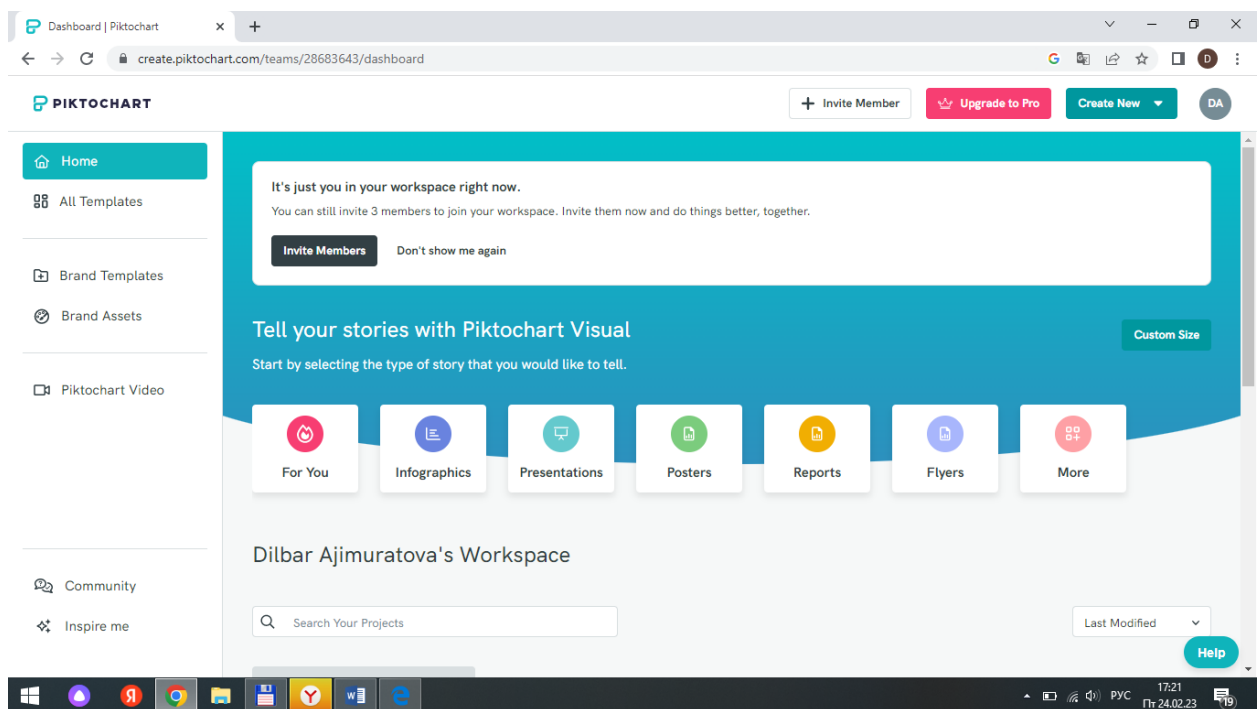 Dashboard | Piktochart
create.piktochart.com/teams/28683643/dashboard
G
D
PIKTOCHART
Invite Member
Upgrade to Pro
Create New
DA
Home
All Templates
Brand Templates
Brand Assets
Piktochart Video
Community
Inspire me
It's just you in your workspace right now.
You can still invite 3 members to join your workspace. Invite them now and do things better, together.
Invite Members Don't show me again
Tell your stories with Piktochart Visual
Custom Size
Start by selecting the type of story that you would like to tell.
For You Infographics Presentations Posters Reports Flyers More
Dilbar Ajimuratova's Workspace
Search Your Projects
Last Modified
Help
Я
Y
W
e
РУС
17:21
Пт 24.02.23
19